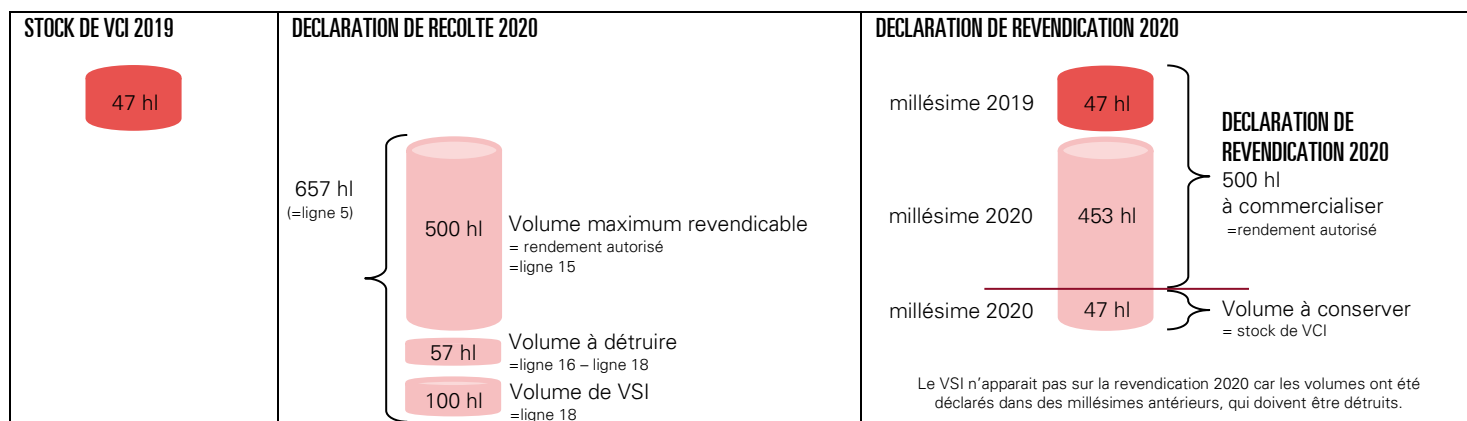 STOCK DE VCI 2019
47 hl
DECLARATION DE RECOLTE 2020
657 hl
(=ligne 5)
500 hl
Volume maximum revendicable
= rendement autorisé
=ligne 15
57 hl
Volume à détruire
=ligne 16 – ligne 18
100 hl
Volume de VSI
=ligne 18
DECLARATION DE REVENDICATION 2020
millésime 2019
47 hl
millésime 2020
453 hl
millésime 2020
47 hl
DECLARATION DE
REVENDICATION 2020
500 hl
à commercialiser
=rendement autorisé
Volume à conserver
= stock de VCI
Le VSI n’apparait pas sur la revendication 2020 car les volumes ont été
déclarés dans des millésimes antérieurs, qui doivent être détruits.